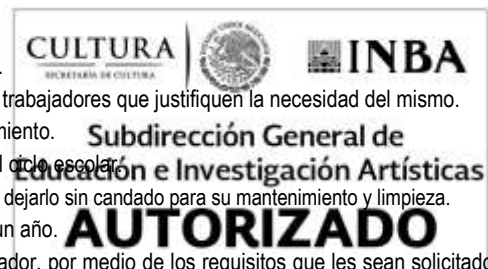 CULTURA
SECRETARÍA DE CULTURA
INBA
trabajadores que justifiquen la necesidad del mismo.
miento.
Subdirección General de
l ciclo escolar.
Educación e Investigación Artísticas
dejarlo sin candado para su mantenimiento y limpieza.
un año.
AUTORIZADO
ador, por medio de los requisitos que les sean solicitado